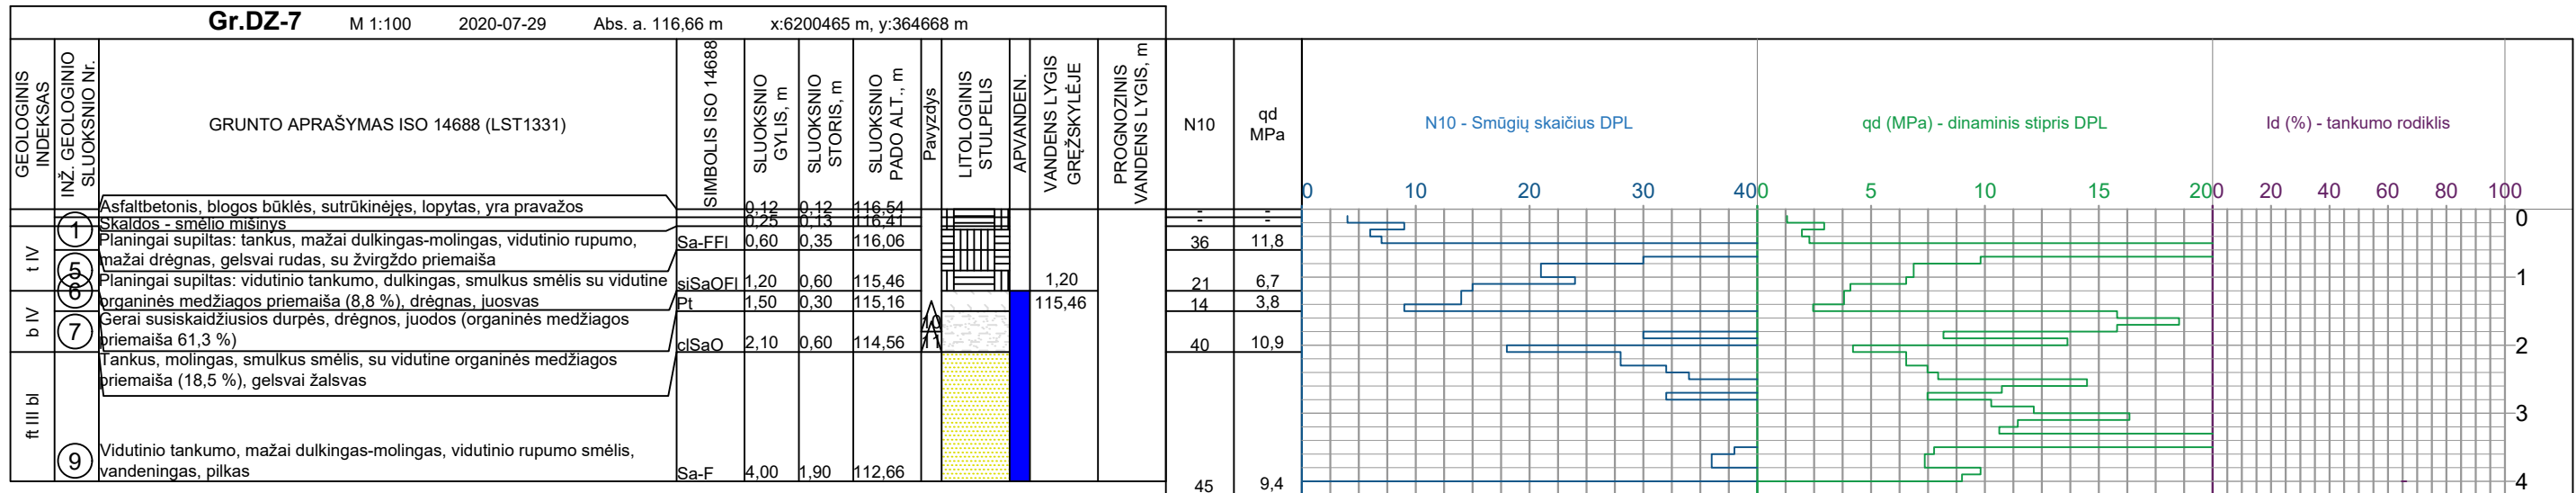 Gr.DZ-7 M 1:100 2020-07-29 Abs. a. 116,66 m x:6200465 m, y:364668 m
GEOLOGINIS
INDEKSAS
INŽ. GEOLOGINIO
SLUOKSNIO Nr.
GRUNTO APRAŠYMAS ISO 14688 (LST1331)
SIMBOLIS ISO 14688
SLUOKSNIO
GYLIS, m
SLUOKSNIO
STORIS, m
SLUOKSNIO
PADO ALT., m
Pavyzdys
LITOLOGINIS
STULPELIS
APVANDEN.
VANDENS LYGIS
GRĘŽSKYLĖJE
PROGNOZINIS
VANDENS LYGIS, m
N10
qd
MPa
N10 - Smūgių skaičius DPL
qd (MPa) - dinaminis stipris DPL
Id (%) - tankumo rodiklis
0 10 20 30 40
0 5 10 15 20
0 20 40 60 80 100
Asfaltbetonis, blogos būklės, sutrūkinėjęs, lopytas, yra pravažos
0,12 0,12 116,54 - -
Skaldos - smėlio mišinys
0,25 0,13 116,41 - -
t IV
1
Planingai supiltas: tankus, mažai dulkingas-molingas, vidutinio rupumo,
mažai drėgnas, gelsvai rudas, su žvirgždo priemaiša
Sa-FFl 0,60 0,35 116,06 36 11,8
5
Planingai supiltas: vidutinio tankumo, dulkingas, smulkus smėlis su vidutine
organinės medžiagos priemaiša (8,8 %), drėgnas, juosvas
siSaOFl 1,20 0,60 115,46 1,20 21 6,7
b IV
6
Gerai susiskaidžiusios durpės, drėgnos, juodos (organinės medžiagos
priemaiša 61,3 %)
Pt 1,50 0,30 115,16 115,46 14 3,8
7
Tankus, molingas, smulkus smėlis, su vidutine organinės medžiagos
priemaiša (18,5 %), gelsvai žalsvas
clSaO 2,10 0,60 114,56 40 10,9
10
11
ft III bl
9
Vidutinio tankumo, mažai dulkingas-molingas, vidutinio rupumo smėlis,
vandeningas, pilkas
Sa-F 4,00 1,90 112,66 45 9,4
0
1
2
3
4